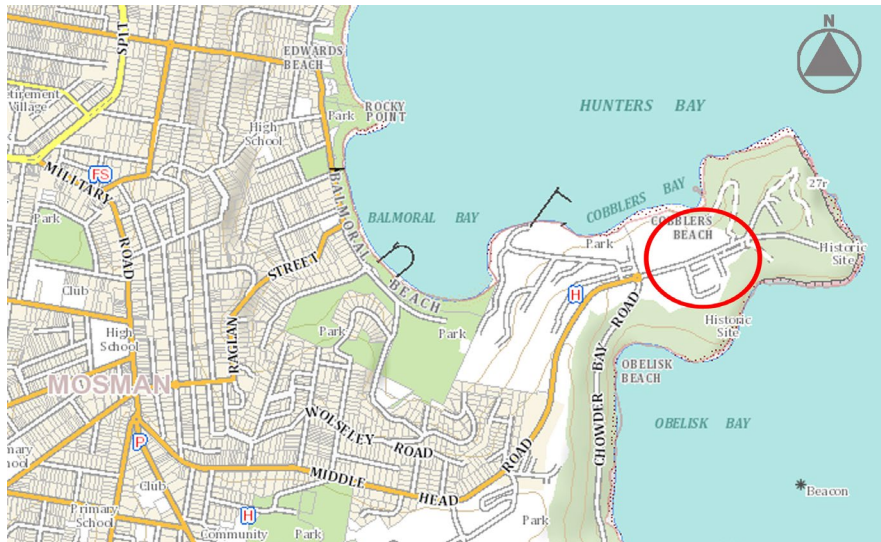 SPIT
EDWARDS
BEACH
N
HUNTERS BAY
Retirement
Village
High
School
Park
ROCKY
POINT
FS
MILITARY
ROAD
BALMORAL
BEACH
BALMORAL BAY
COBBLERS BAY
27r
Park
STREET
RAGLAN
COBBLERS
BEACH
Park
Historic
Site
Club
H
High
School
Park
Park
Historic
Site
MOSMAN
CHOWDER BAY ROAD
OBELISK
BEACH
OBELISK BAY
WOLSELEY
ROAD
P
MIDDLE
HEAD
ROAD
Club
Beacon
Primary
School
H
Community
Park
Park